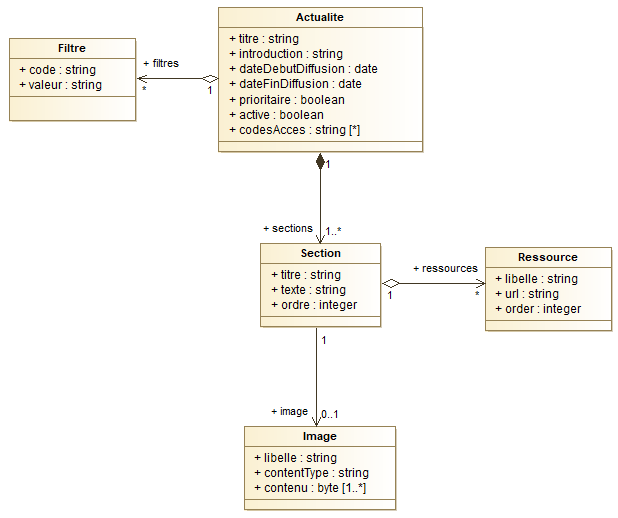 Actualite
+ titre : string
+ introduction : string
+ dateDebutDiffusion : date
+ dateFinDiffusion : date
+ prioritaire : boolean
+ active : boolean
+ codesAcces : string [*]
Filtre
+ code : string
+ valeur : string
+ filtres
*
1
1
+ sections
1..*
Section
+ titre : string
+ texte : string
+ ordre : integer
+ ressources
1
*
Ressource
+ libelle : string
+ url : string
+ order : integer
1
+ image
0..1
Image
+ libelle : string
+ contentType : string
+ contenu : byte [1..*]